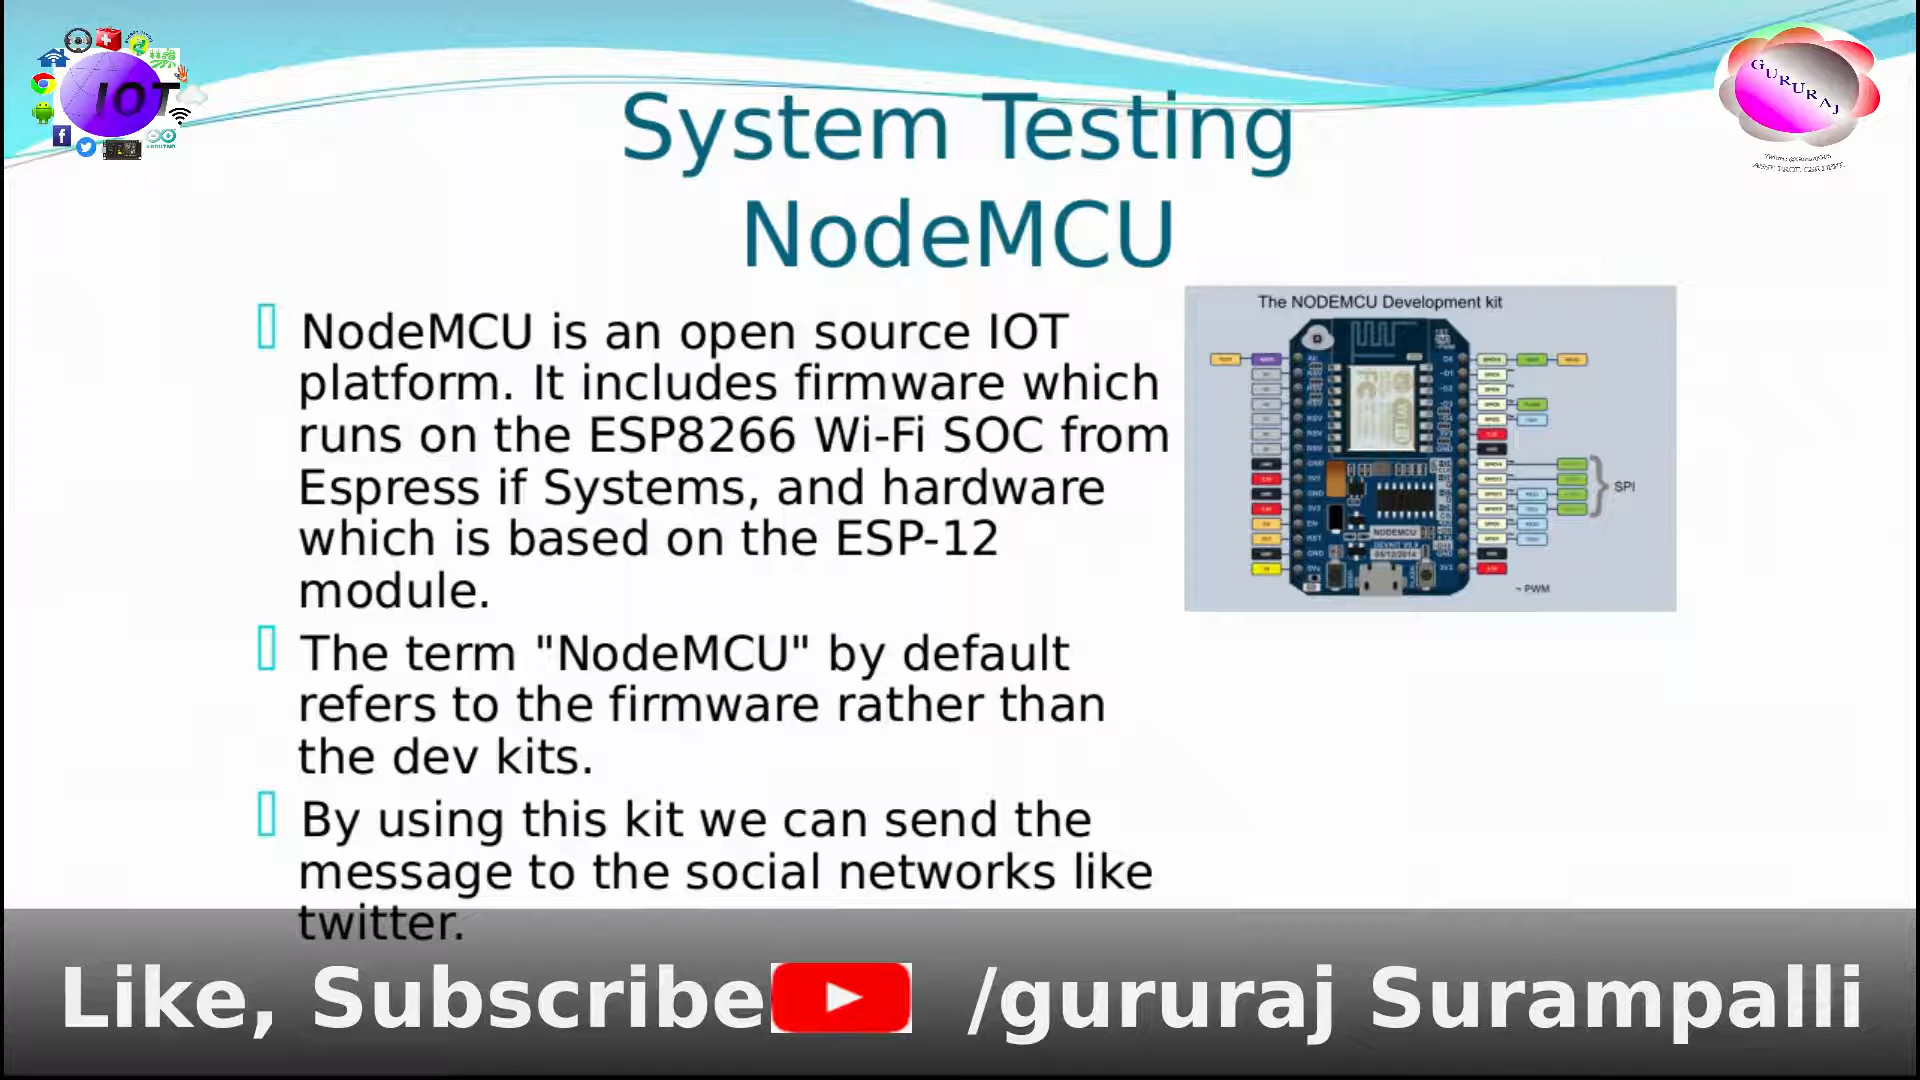 IOT
GURURAJ
System Testing
NodeMCU
The NODEMCU Development kit
NodeMCU is an open source IOT
platform. It includes firmware which
runs on the ESP8266 Wi-Fi SOC from
Espress if Systems, and hardware
which is based on the ESP-12
module.
The term "NodeMCU" by default
refers to the firmware rather than
the dev kits.
By using this kit we can send the
message to the social networks like
twitter.
SPI
~ PWM
Like, Subscribe /gururaj Surampalli